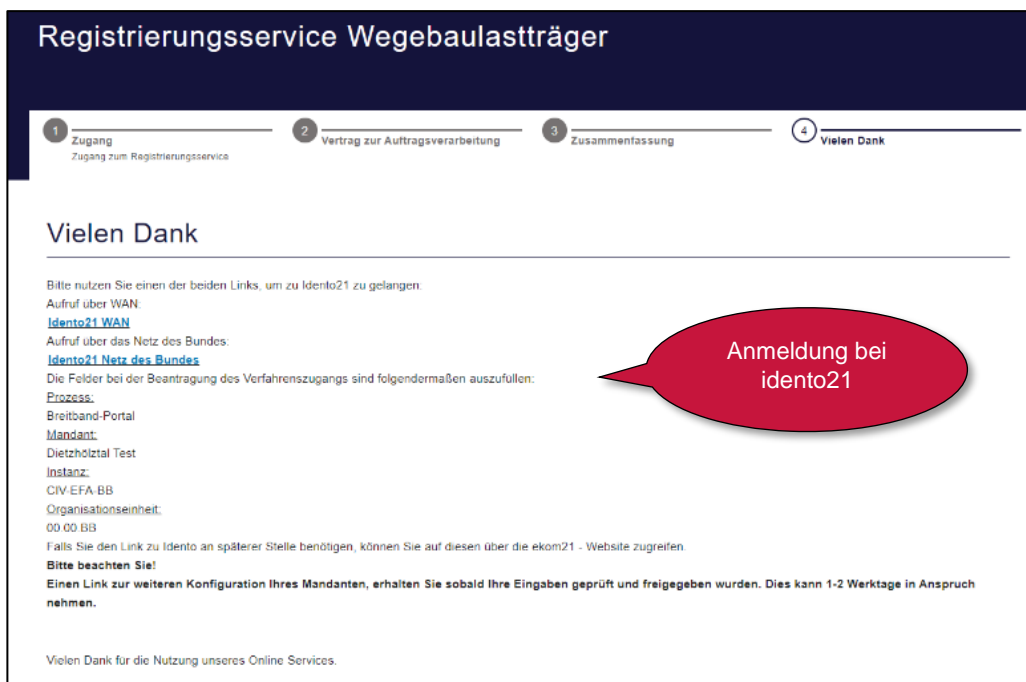 Registrierungsservice Wegebaulastträger
1
Zugang
Zugang zum Registrierungsservice
2
Vertrag zur Auftragsverarbeitung
3
Zusammenfassung
4
Vielen Dank
Vielen Dank
Bitte nutzen Sie einen der beiden Links, um zu Idento21 zu gelangen:
Aufruf über WAN:
Idento21 WAN
Aufruf über das Netz des Bundes:
Idento21 Netz des Bundes
Die Felder bei der Beantragung des Verfahrenszugangs sind folgendermaßen auszufüllen:
Prozess:
Breitband-Portal
Mandant:
Dietzhölztal Test
Instanz:
CIV-EFA-BB
Organisationseinheit:
00.00.BB
Falls Sie den Link zu Idento an späterer Stelle benötigen, können Sie auf diesen über die ekom21 - Website zugreifen.
Bitte beachten Sie!
Einen Link zur weiteren Konfiguration Ihres Mandanten, erhalten Sie sobald Ihre Eingaben geprüft und freigegeben wurden. Dies kann 1-2 Werktage in Anspruch
nehmen.
Vielen Dank für die Nutzung unseres Online Services.
Anmeldung bei
idento21